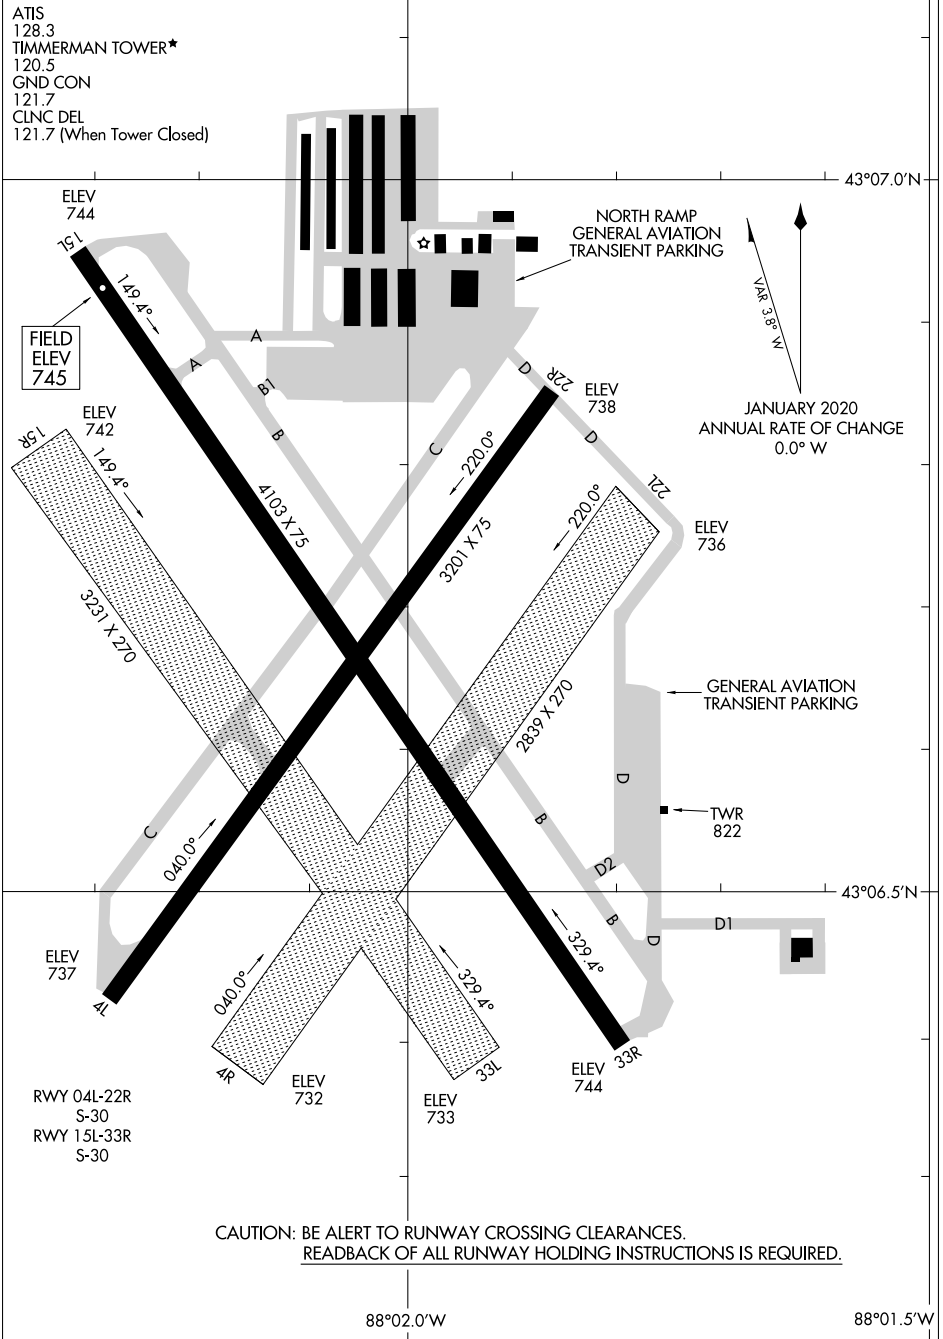 ATIS
128.3
TIMMERMAN TOWER★
120.5
GND CON
121.7
CLNC DEL
121.7 (When Tower Closed)
43°07.0'N
ELEV
744
15L
NORTH RAMP
GENERAL AVIATION
TRANSIENT PARKING
149.4°
VAR 3.8° W
FIELD
ELEV
745
A
A
B1
D
22R
ELEV
738
JANUARY 2020
ANNUAL RATE OF CHANGE
0.0° W
ELEV
742
15R
149.4°
B
C
220.0°
D
4103 X 75
3201 X 75
220.0°
22L
ELEV
736
3231 X 270
2839 X 270
GENERAL AVIATION
TRANSIENT PARKING
D
TWR
822
C
040.0°
B
D2
43°06.5'N
B
D
D1
329.4°
ELEV
737
4L
040.0°
329.4°
4R
ELEV
732
33L
ELEV
733
ELEV
744
33R
RWY 04L-22R
S-30
RWY 15L-33R
S-30
CAUTION: BE ALERT TO RUNWAY CROSSING CLEARANCES.
READBACK OF ALL RUNWAY HOLDING INSTRUCTIONS IS REQUIRED.
88°02.0'W
88°01.5'W